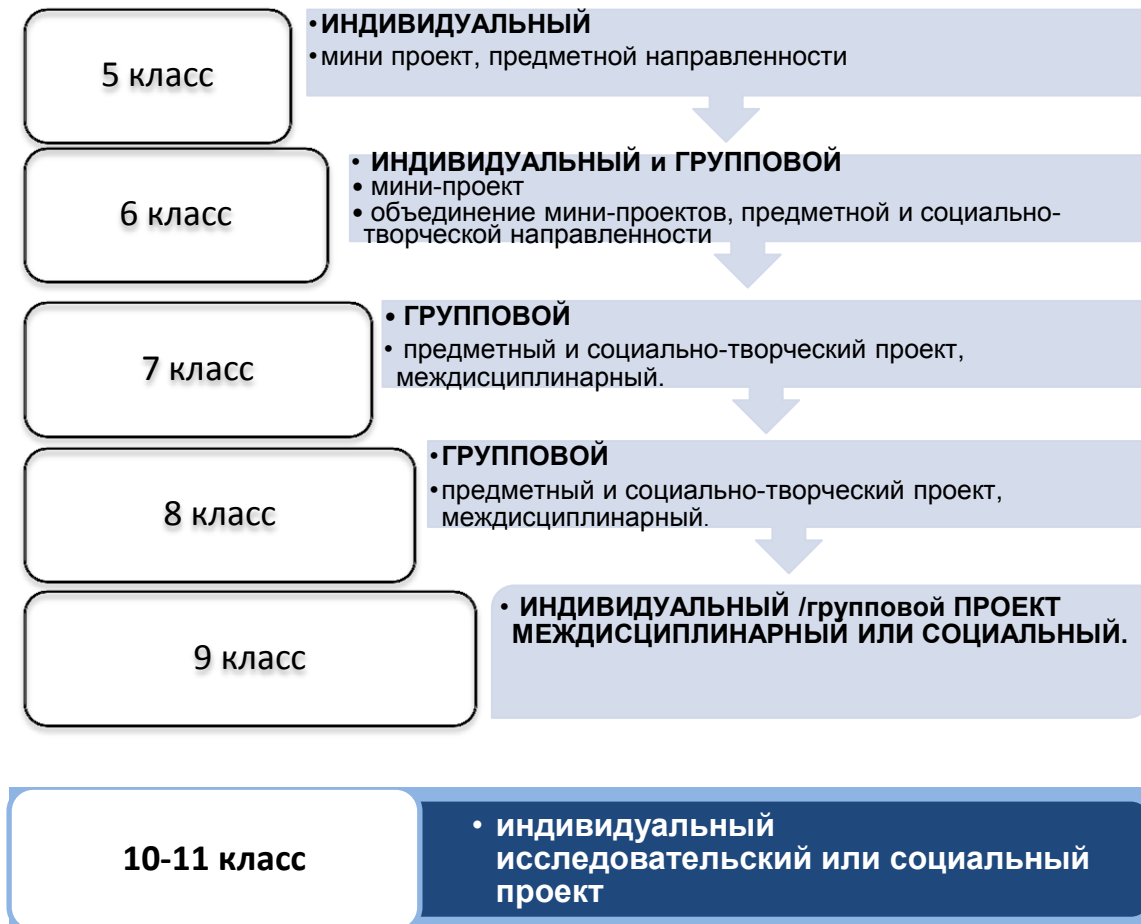 5 класс
•ИНДИВИДУАЛЬНЫЙ
•мини проект, предметной направленности
6 класс
• ИНДИВИДУАЛЬНЫЙ и ГРУППОВОЙ
• мини-проект
• объединение мини-проектов, предметной и социально-
творческой направленности
7 класс
• ГРУППОВОЙ
• предметный и социально-творческий проект,
междисциплинарный.
8 класс
•ГРУППОВОЙ
•предметный и социально-творческий проект,
междисциплинарный.
9 класс
• ИНДИВИДУАЛЬНЫЙ /групповой ПРОЕКТ
МЕЖДИСЦИПЛИНАРНЫЙ ИЛИ СОЦИАЛЬНЫЙ.
10-11 класс
• индивидуальный
исследовательский или социальный
проект